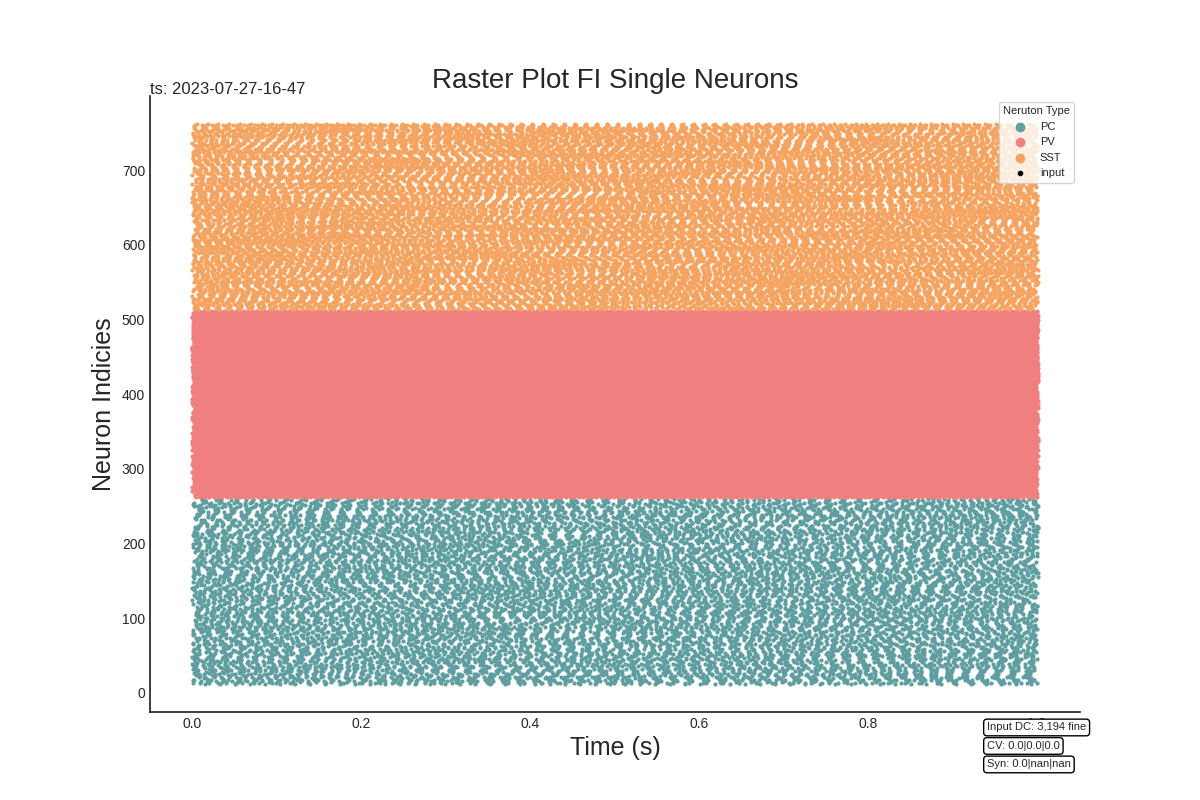 Raster Plot FI Single Neurons
ts: 2023-07-27-16-47
Neruton Type
PC
PV
SST
input
Neuron Indicies
700
600
500
400
300
200
100
0
0.0 0.2 0.4 0.6 0.8
Time (s)
Input DC: 3,194 fine
CV: 0.0|0.0|0.0
Syn: 0.0|nan|nan